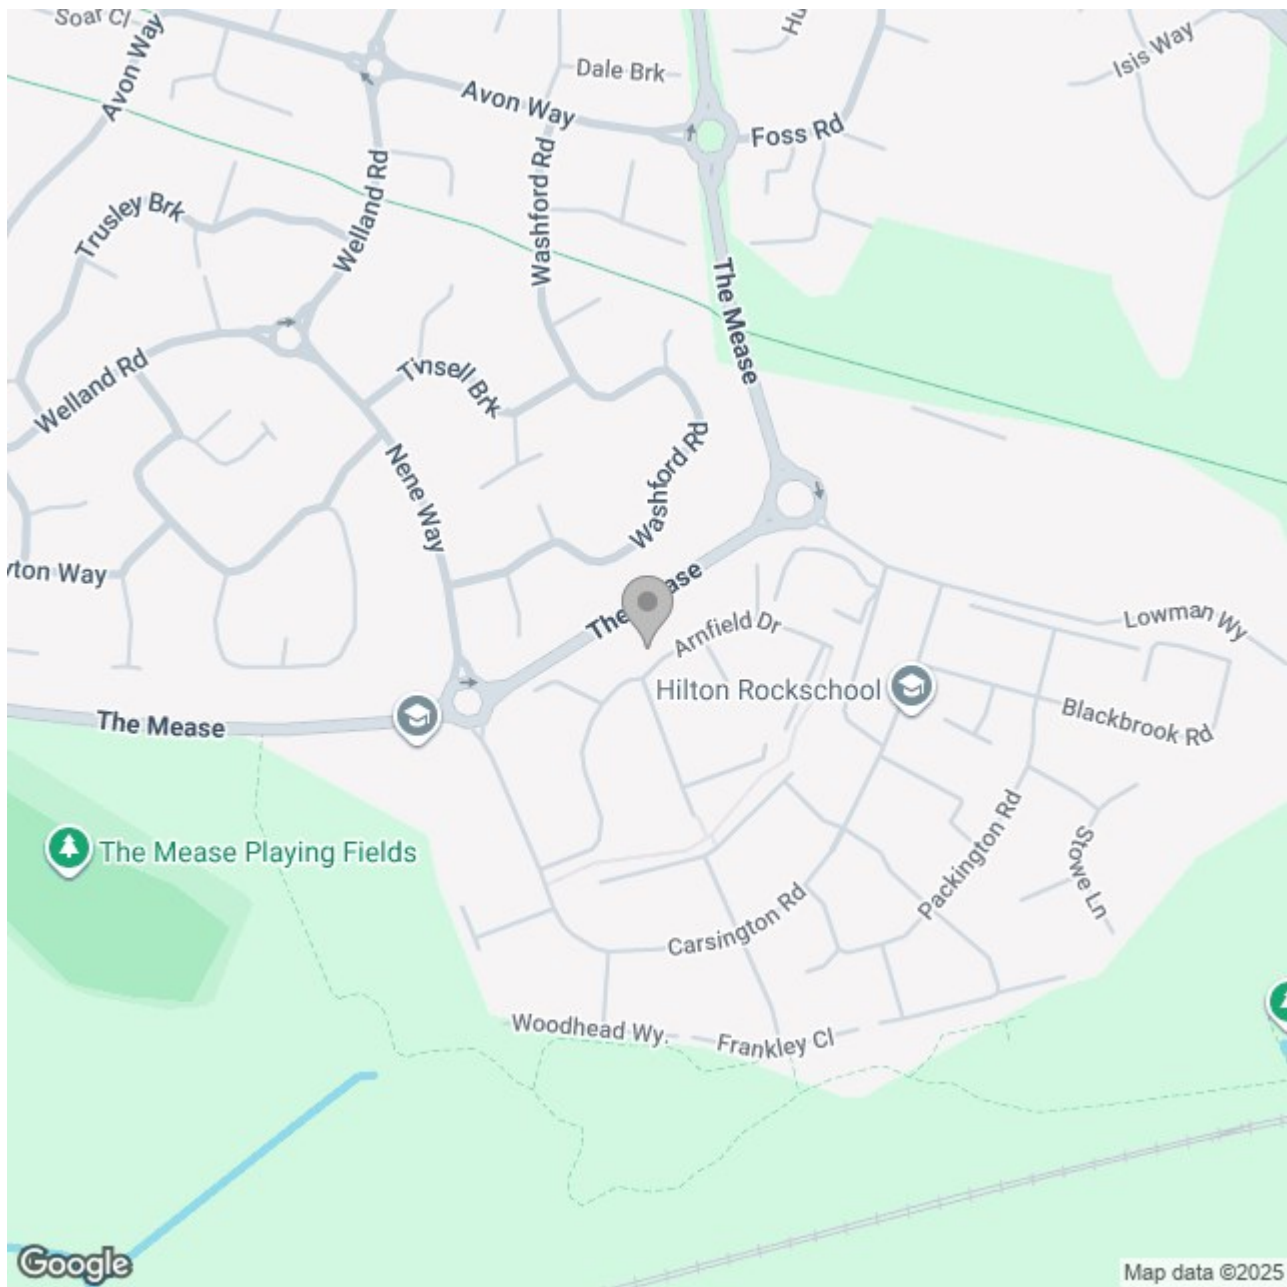 Soar Cl
Avon Way
Hu
Isis Way
Dale Brk
Avon Way
Foss Rd
Welland Rd
Washford Rd
Trusley Brk
The Mease
Welland Rd
Tinsell Brk
Nene Way
Washford Rd
yton Way
The Mease
Arnfield Dr
Lowman Wy
Hilton Rockschool
The Mease
Blackbrook Rd
The Mease Playing Fields
Packington Rd
Stowe Ln
Carsington Rd
Woodhead Wy.
Frankley Cl
Google
Map data ©2025